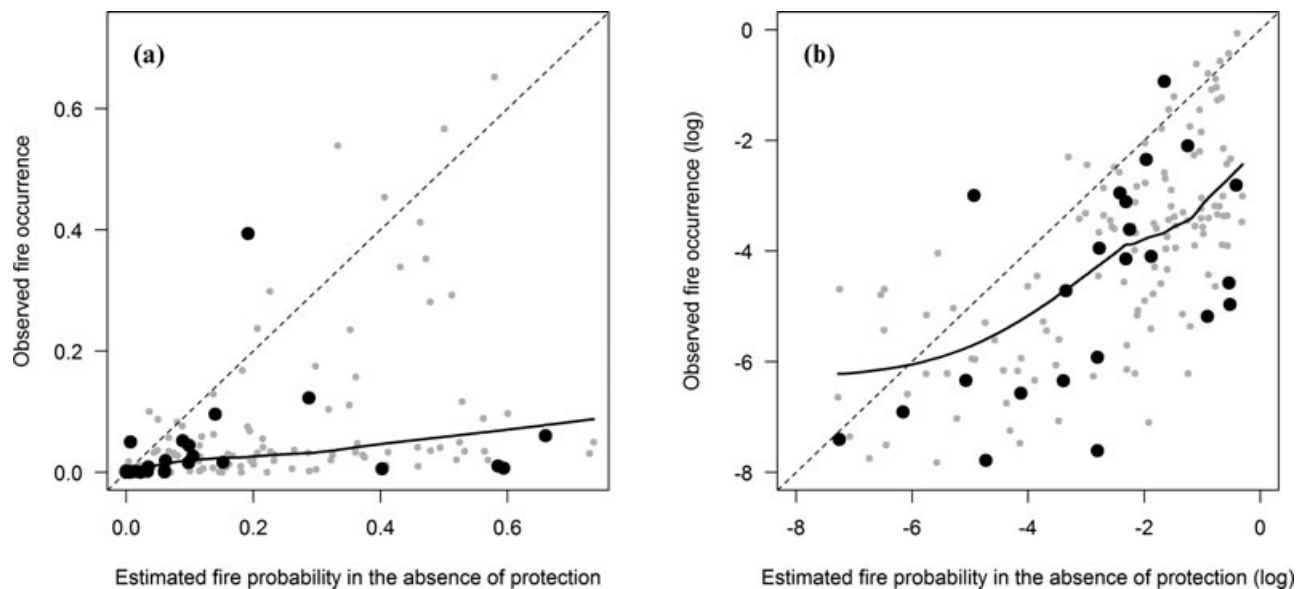 (a)
Observed fire occurrence
0.6
0.4
0.2
0.0
0.0 0.2 0.4 0.6
Estimated fire probability in the absence of protection
(b)
Observed fire occurrence (log)
0
-2
-4
-6
-8
-8 -6 -4 -2 0
Estimated fire probability in the absence of protection (log)